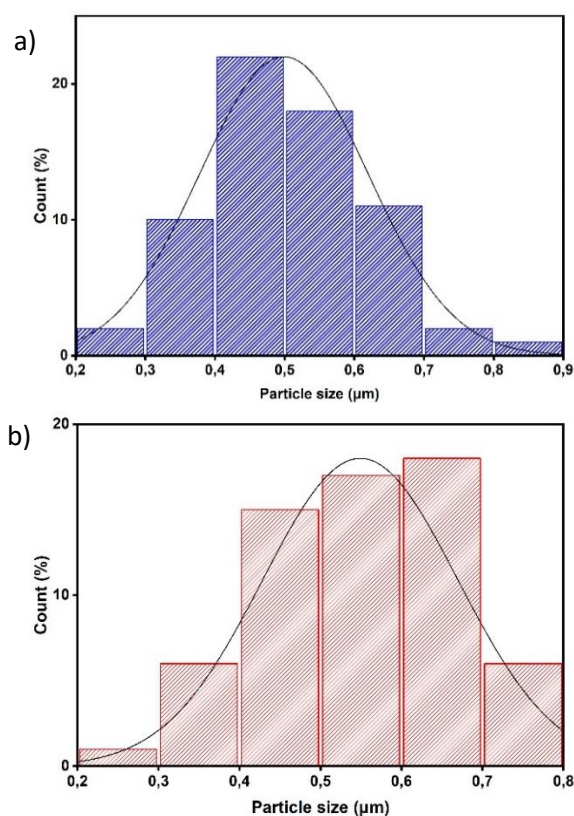 a)
20
10
0
Count (%)
0,2 0,3 0,4 0,5 0,6 0,7 0,8 0,9
Particle size (µm)
b)
20
10
0
Count (%)
0,2 0,3 0,4 0,5 0,6 0,7 0,8
Particle size (µm)